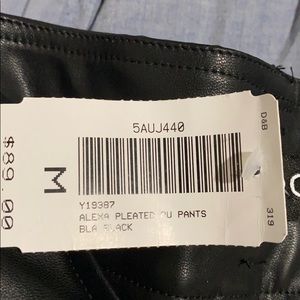 5AUJ440
D&B
319
$89.00
M
Y19387
ALEXA PLEATED PU PANTS
BLA BLACK